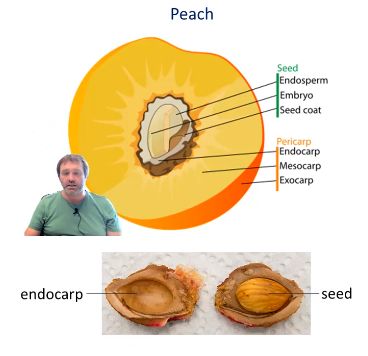 Peach
Seed
Endosperm
Embryo
Seed coat
Pericarp
Endocarp
Mesocarp
Exocarp
endocarp
seed